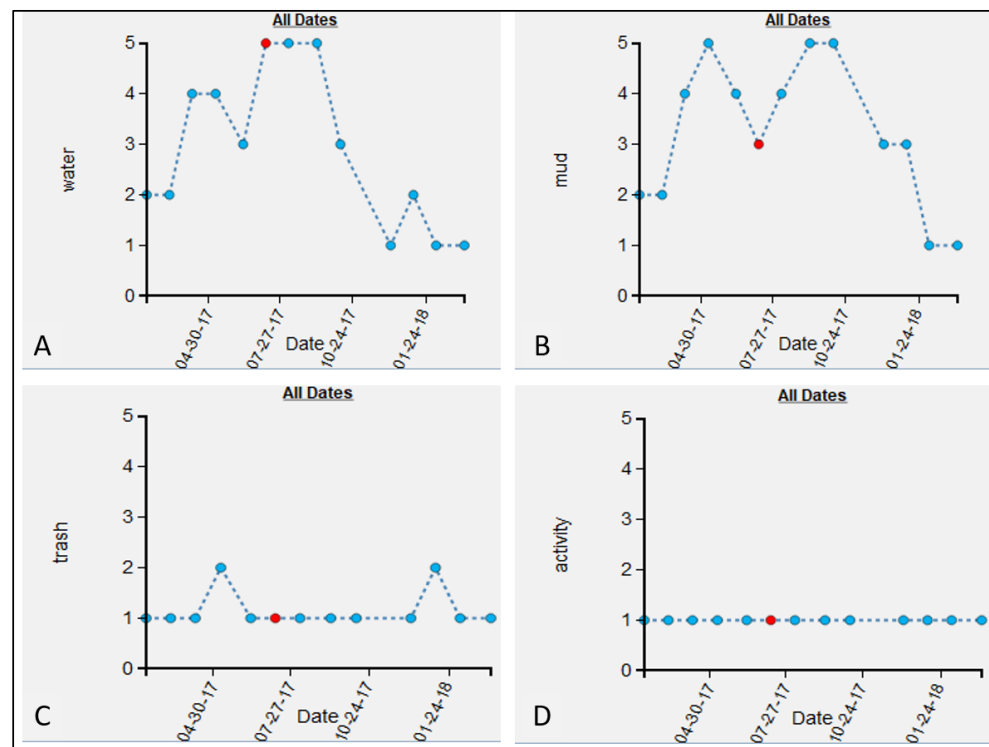 All Dates
5
4
3
2
1
0
water
04-30-17
07-27-17
10-24-17
01-24-18
Date
A
All Dates
5
4
3
2
1
0
mud
04-30-17
07-27-17
10-24-17
01-24-18
Date
B
All Dates
5
4
3
2
1
0
trash
04-30-17
07-27-17
10-24-17
01-24-18
Date
C
All Dates
5
4
3
2
1
0
activity
04-30-17
07-27-17
10-24-17
01-24-18
Date
D